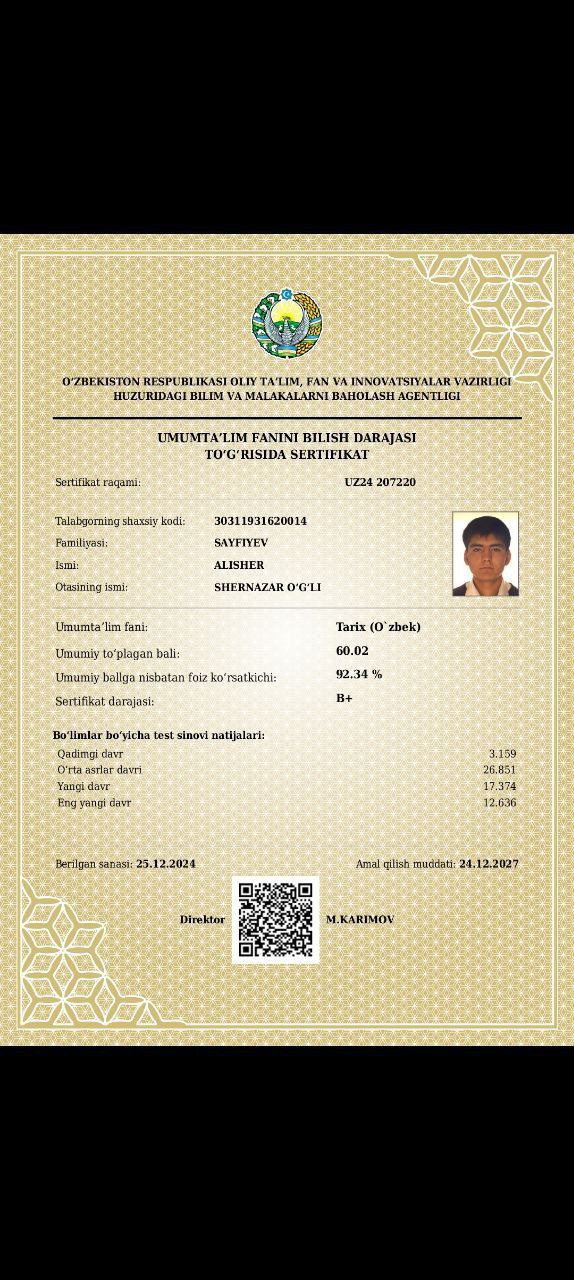 O‘ZBEKISTON RESPUBLIKASI OLIY TA’LIM, FAN VA INNOVATSIYALAR VAZIRLIGI
HUZURIDAGI BILIM VA MALAKALARNI BAHOLASH AGENTLIGI
UMUMTA’LIM FANINI BILISH DARAJASI
TO‘G‘RISIDA SERTIFIKAT
Sertifikat raqami: UZ24 207220
Talabgorning shaxsiy kodi: 30311931620014
Familiyasi: SAYFIYEV
Ismi: ALISHER
Otasining ismi: SHERNAZAR O‘G‘LI
Umumta’lim fani: Tarix (O`zbek)
Umumiy to‘plagan bali: 60.02
Umumiy ballga nisbatan foiz ko‘rsatkichi: 92.34 %
Sertifikat darajasi: B+
Bo‘limlar bo‘yicha test sinovi natijalari:
Qadimgi davr 3.159
O‘rta asrlar davri 26.851
Yangi davr 17.374
Eng yangi davr 12.636
Berilgan sanasi: 25.12.2024 Amal qilish muddati: 24.12.2027
Direktor M.KARIMOV